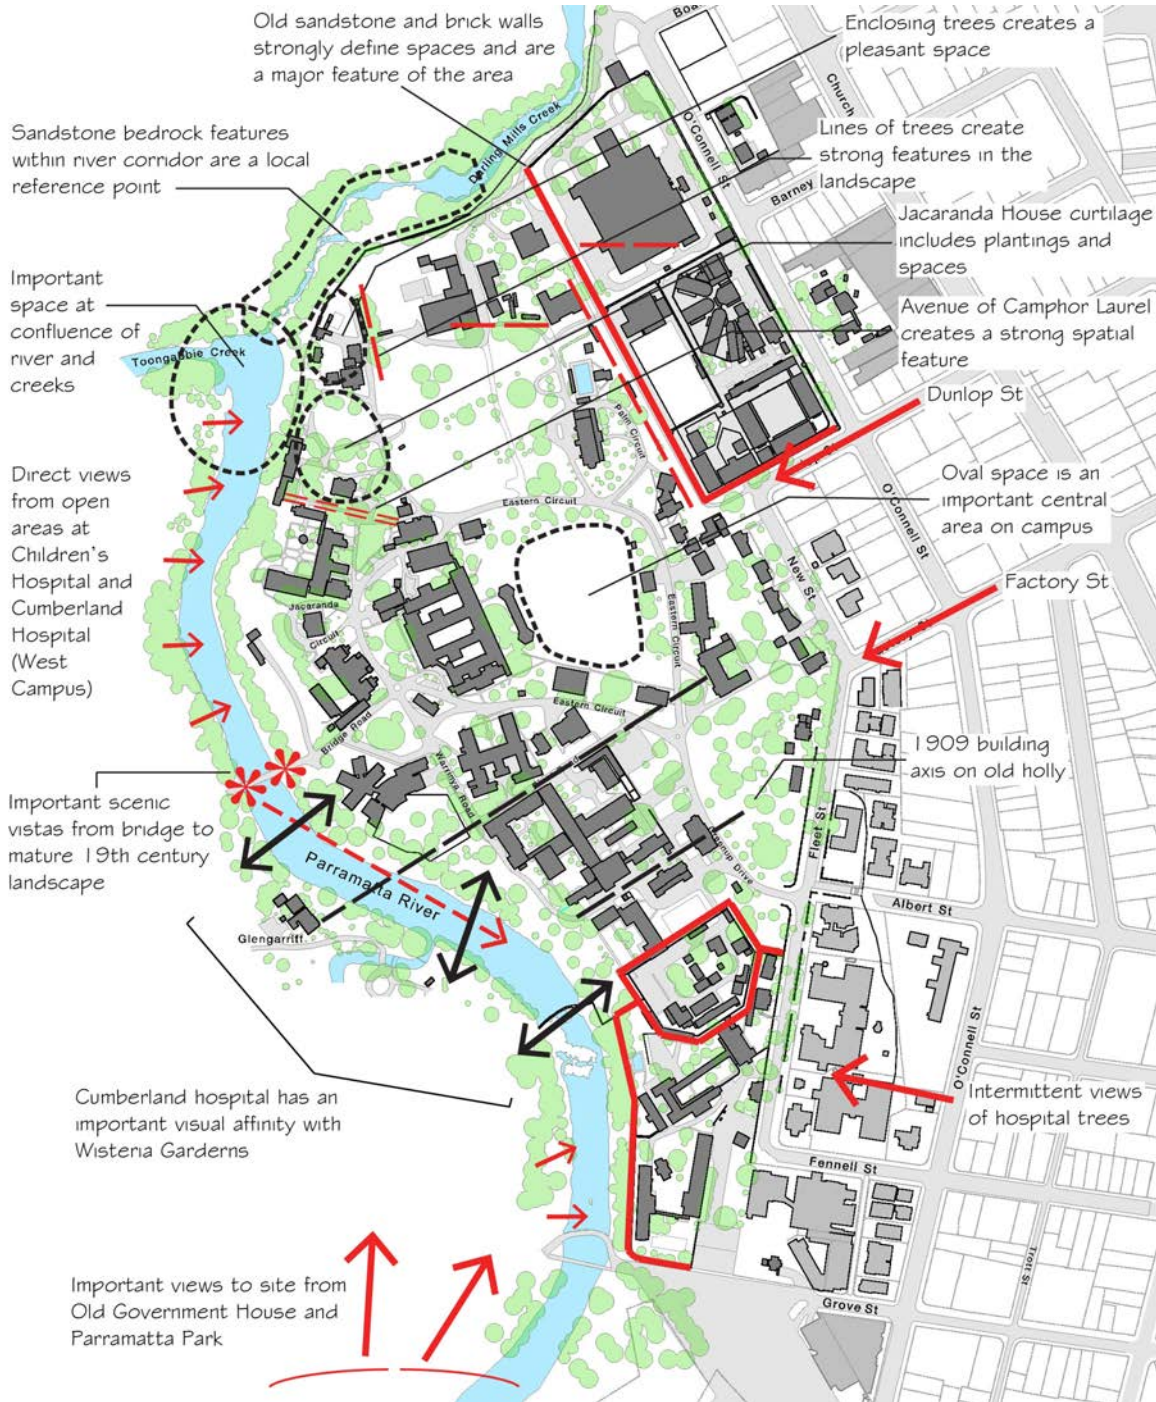 Old sandstone and brick walls
strongly define spaces and are
a major feature of the area
Enclosing trees creates a
pleasant space
Church
O'Connell St
Darling Mills Creek
Sandstone bedrock features
within river corridor are a local
reference point
Lines of trees create
strong features in the
landscape
Barney
Jacaranda House curtilage
includes plantings and
spaces
Important
space at
confluence of
river and
creeks
Toongabbie Creek
Avenue of Camphor Laurel
creates a strong spatial
feature
Dunlop St
Palm Circuit
Direct views
from open
areas at
Children's
Hospital and
Cumberland
Hospital
(West
Campus)
Oval space is an
important central
area on campus
O'Connell St
Eastern Circuit
New St
Factory St
Jacaranda
Circuit
Eastern Circuit
Eastern Circuit
Bridge Road
1909 building
axis on old holly
Important scenic
vistas from bridge to
mature 19th century
landscape
Fleet St
Parramatta River
Drive
Albert St
Glengarriff
O'Connell St
Cumberland hospital has an
important visual affinity with
Wisteria Garderns
Intermittent views
of hospital trees
Fennell St
Trott St
Important views to site from
Old Government House and
Parramatta Park
Grove St